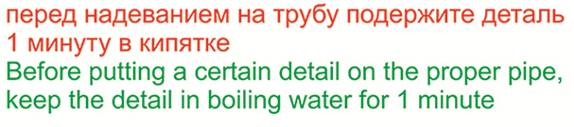 перед надеванием на трубу подержите деталь
1 минуту в кипятке
Before putting a certain detail on the proper pipe,
keep the detail in boiling water for 1 minute